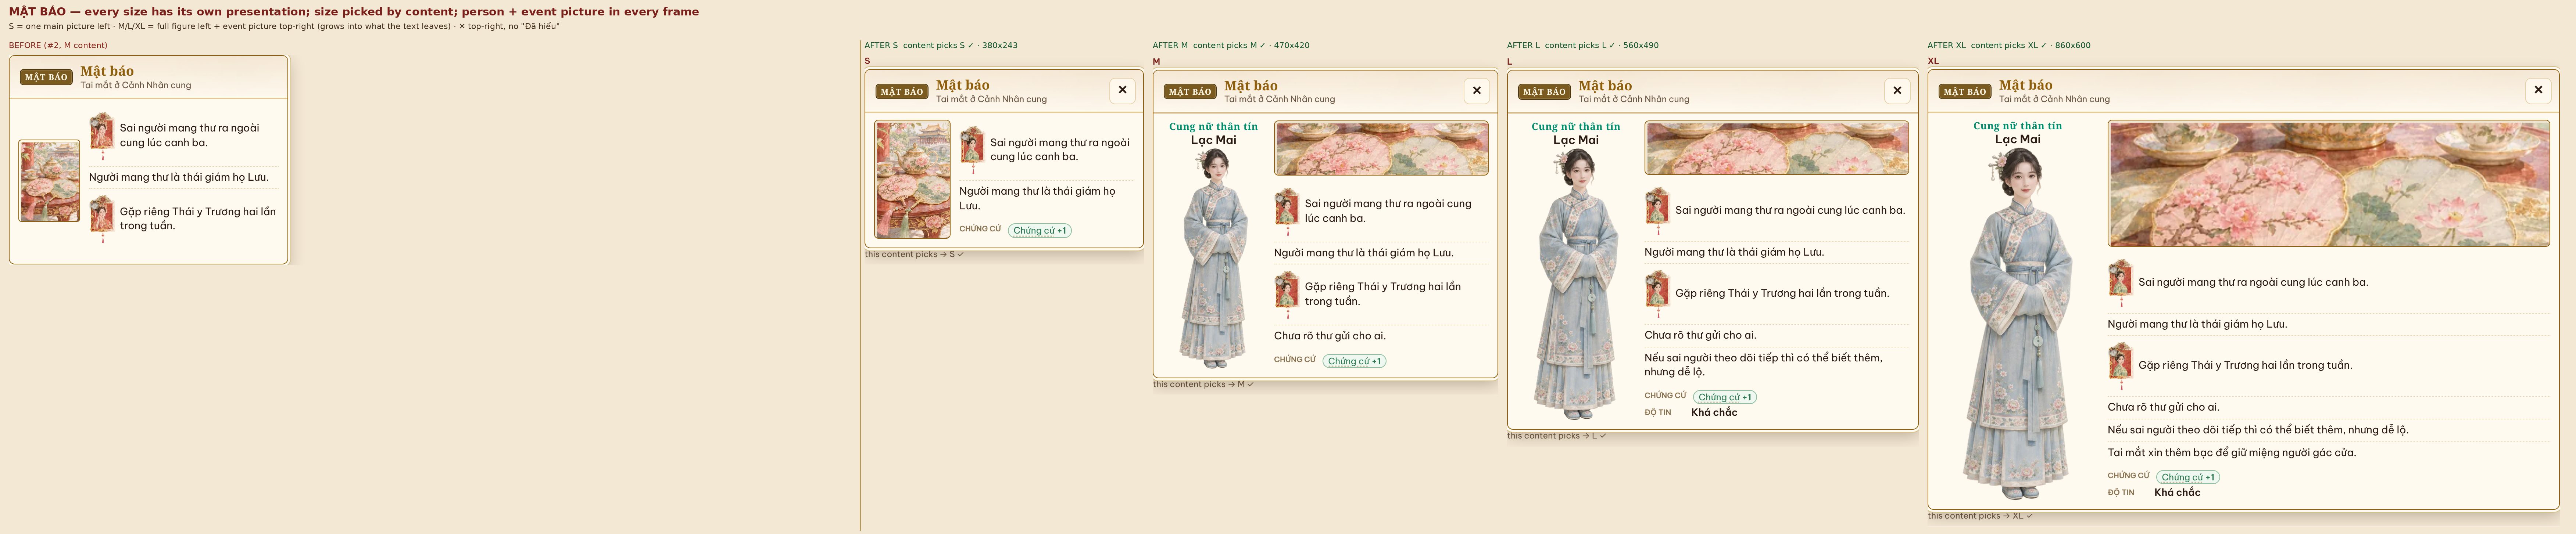 MẬT BÁO — every size has its own presentation; size picked by content; person + event picture in every frame
S = one main picture left · M/L/XL = full figure left + event picture top-right (grows into what the text leaves) · ✕ top-right, no "Đã hiểu"
BEFORE (#2, M content)
MẬT BÁO
Mật báo
Tai mắt ở Cảnh Nhân cung
Sai người mang thư ra ngoài
cung lúc canh ba.
Người mang thư là thái giám họ Lưu.
Gặp riêng Thái y Trương hai lần
trong tuần.
AFTER S content picks S ✓ · 380x243
S
MẬT BÁO
Mật báo
Tai mắt ở Cảnh Nhân cung
✕
Sai người mang thư ra ngoài
cung lúc canh ba.
Người mang thư là thái giám họ
Lưu.
CHỨNG CỨ Chứng cứ +1
this content picks → S ✓
AFTER M content picks M ✓ · 470x420
M
MẬT BÁO
Mật báo
Tai mắt ở Cảnh Nhân cung
✕
Cung nữ thân tín
Lạc Mai
Sai người mang thư ra ngoài cung
lúc canh ba.
Người mang thư là thái giám họ Lưu.
Gặp riêng Thái y Trương hai lần
trong tuần.
Chưa rõ thư gửi cho ai.
CHỨNG CỨ Chứng cứ +1
this content picks → M ✓
AFTER L content picks L ✓ · 560x490
L
MẬT BÁO
Mật báo
Tai mắt ở Cảnh Nhân cung
✕
Cung nữ thân tín
Lạc Mai
Sai người mang thư ra ngoài cung lúc canh ba.
Người mang thư là thái giám họ Lưu.
Gặp riêng Thái y Trương hai lần trong tuần.
Chưa rõ thư gửi cho ai.
Nếu sai người theo dõi tiếp thì có thể biết thêm,
nhưng dễ lộ.
CHỨNG CỨ Chứng cứ +1
ĐỘ TIN Khá chắc
this content picks → L ✓
AFTER XL content picks XL ✓ · 860x600
XL
MẬT BÁO
Mật báo
Tai mắt ở Cảnh Nhân cung
✕
Cung nữ thân tín
Lạc Mai
Sai người mang thư ra ngoài cung lúc canh ba.
Người mang thư là thái giám họ Lưu.
Gặp riêng Thái y Trương hai lần trong tuần.
Chưa rõ thư gửi cho ai.
Nếu sai người theo dõi tiếp thì có thể biết thêm, nhưng dễ lộ.
Tai mắt xin thêm bạc để giữ miệng người gác cửa.
CHỨNG CỨ Chứng cứ +1
ĐỘ TIN Khá chắc
this content picks → XL ✓